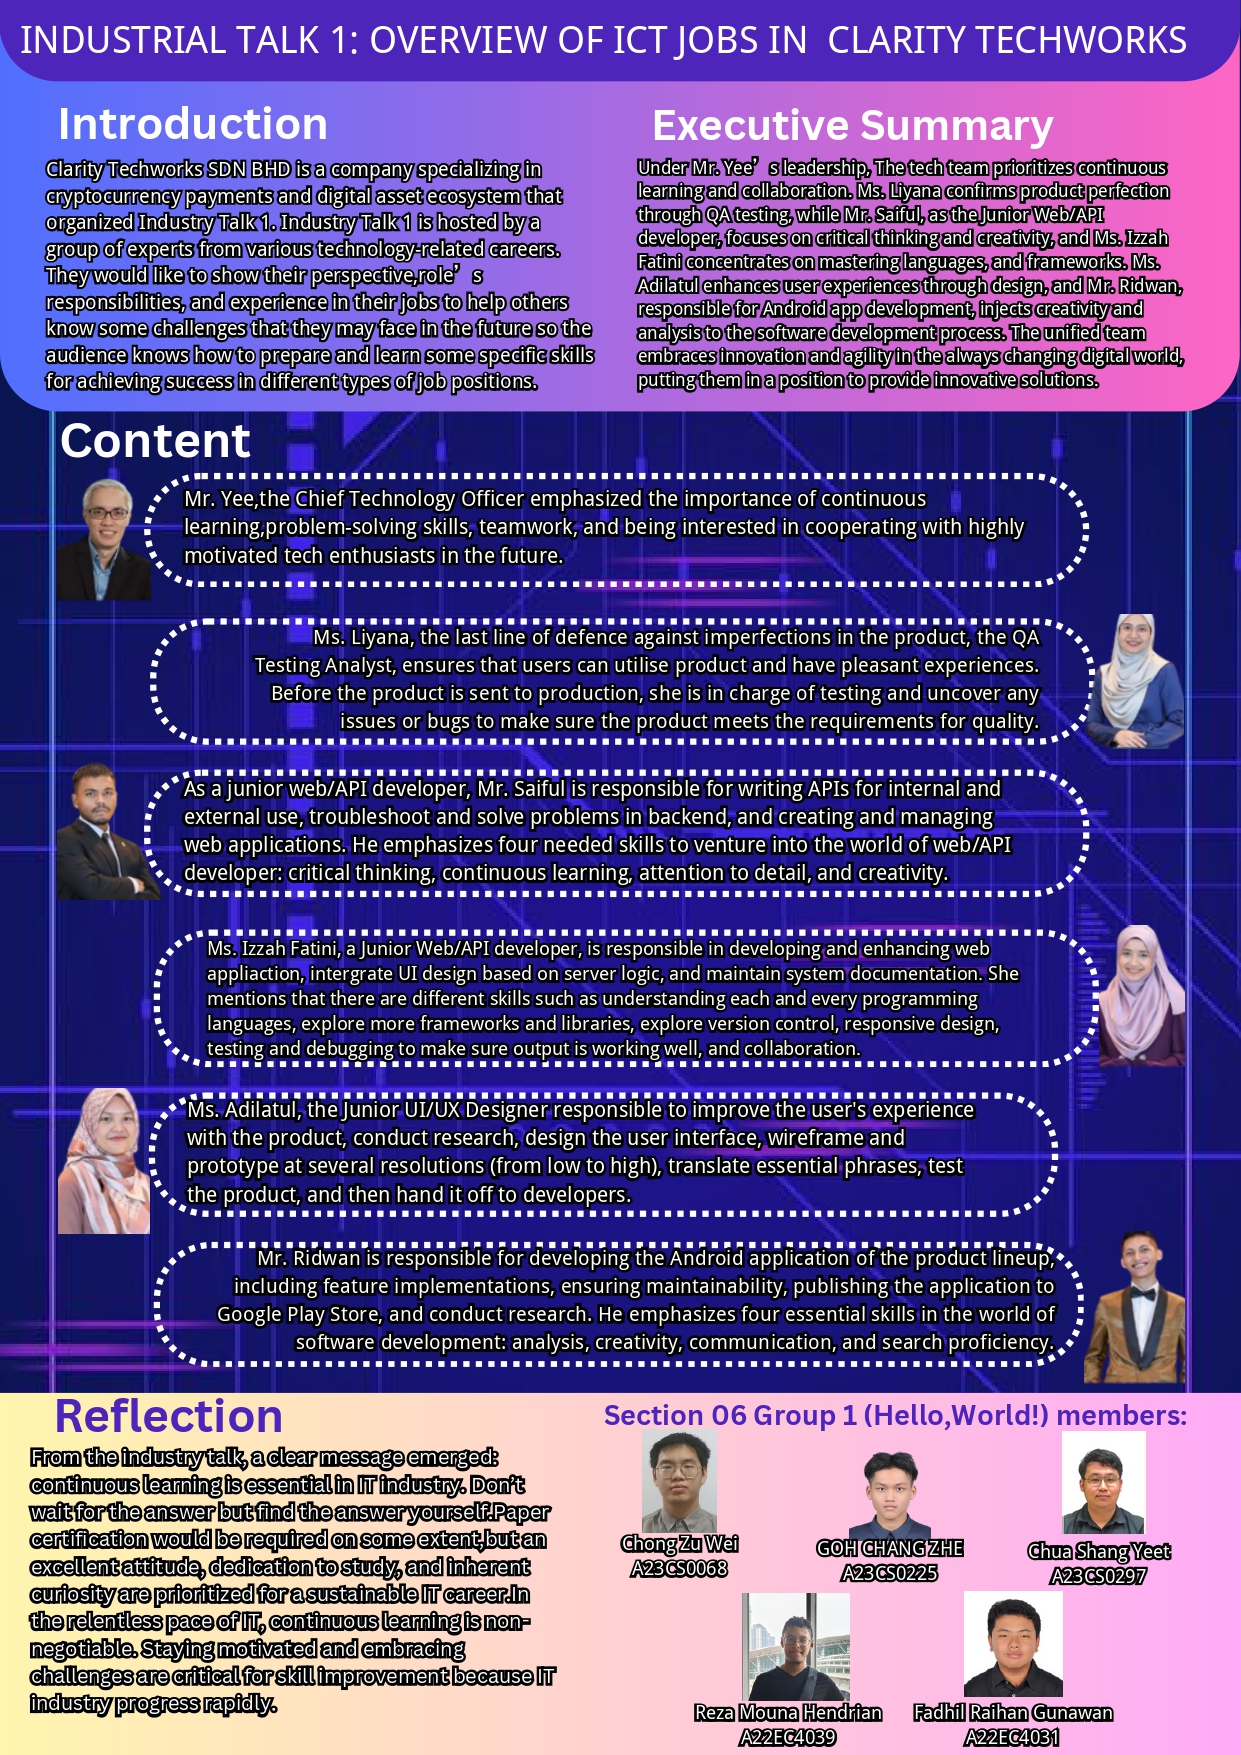 INDUSTRIAL TALK 1: OVERVIEW OF ICT JOBS IN CLARITY TECHWORKS
Introduction
Clarity Techworks SDN BHD is a company specializing in
cryptocurrency payments and digital asset ecosystem that
organized Industry Talk 1. Industry Talk 1 is hosted by a
group of experts from various technology-related careers.
They would like to show their perspective,role’s
responsibilities, and experience in their jobs to help others
know some challenges that they may face in the future so the
audience knows how to prepare and learn some specific skills
for achieving success in different types of job positions.
Executive Summary
Under Mr. Yee’s leadership, The tech team prioritizes continuous
learning and collaboration. Ms. Liyana confirms product perfection
through QA testing, while Mr. Saiful, as the Junior Web/API
developer, focuses on critical thinking and creativity, and Ms. Izzah
Fatini concentrates on mastering languages, and frameworks. Ms.
Adilatul enhances user experiences through design, and Mr. Ridwan,
responsible for Android app development, injects creativity and
analysis to the software development process. The unified team
embraces innovation and agility in the always changing digital world,
putting them in a position to provide innovative solutions.
Content
Mr. Yee,the Chief Technology Officer emphasized the importance of continuous
learning,problem-solving skills, teamwork, and being interested in cooperating with highly
motivated tech enthusiasts in the future.
Ms. Liyana, the last line of defence against imperfections in the product, the QA
Testing Analyst, ensures that users can utilise product and have pleasant experiences.
Before the product is sent to production, she is in charge of testing and uncover any
issues or bugs to make sure the product meets the requirements for quality.
As a junior web/API developer, Mr. Saiful is responsible for writing APIs for internal and
external use, troubleshoot and solve problems in backend, and creating and managing
web applications. He emphasizes four needed skills to venture into the world of web/API
developer: critical thinking, continuous learning, attention to detail, and creativity.
Ms. Izzah Fatini, a Junior Web/API developer, is responsible in developing and enhancing web
appliaction, intergrate UI design based on server logic, and maintain system documentation. She
mentions that there are different skills such as understanding each and every programming
languages, explore more frameworks and libraries, explore version control, responsive design,
testing and debugging to make sure output is working well, and collaboration.
Ms. Adilatul, the Junior UI/UX Designer responsible to improve the user's experience
with the product, conduct research, design the user interface, wireframe and
prototype at several resolutions (from low to high), translate essential phrases, test
the product, and then hand it off to developers.
Mr. Ridwan is responsible for developing the Android application of the product lineup,
including feature implementations, ensuring maintainability, publishing the application to
Google Play Store, and conduct research. He emphasizes four essential skills in the world of
software development: analysis, creativity, communication, and search proficiency.
Reflection
From the industry talk, a clear message emerged:
continuous learning is essential in IT industry. Don’t
wait for the answer but find the answer yourself.Paper
certification would be required on some extent,but an
excellent attitude, dedication to study, and inherent
curiosity are prioritized for a sustainable IT career.In
the relentless pace of IT, continuous learning is non-
negotiable. Staying motivated and embracing
challenges are critical for skill improvement because IT
industry progress rapidly.
Section 06 Group 1 (Hello,World!) members:
Chong Zu Wei
A23CS0068
GOH CHANG ZHE
A23CS0225
Chua Shang Yeet
A23CS0297
Reza Mouna Hendrian
A22EC4039
Fadhil Raihan Gunawan
A22EC4031